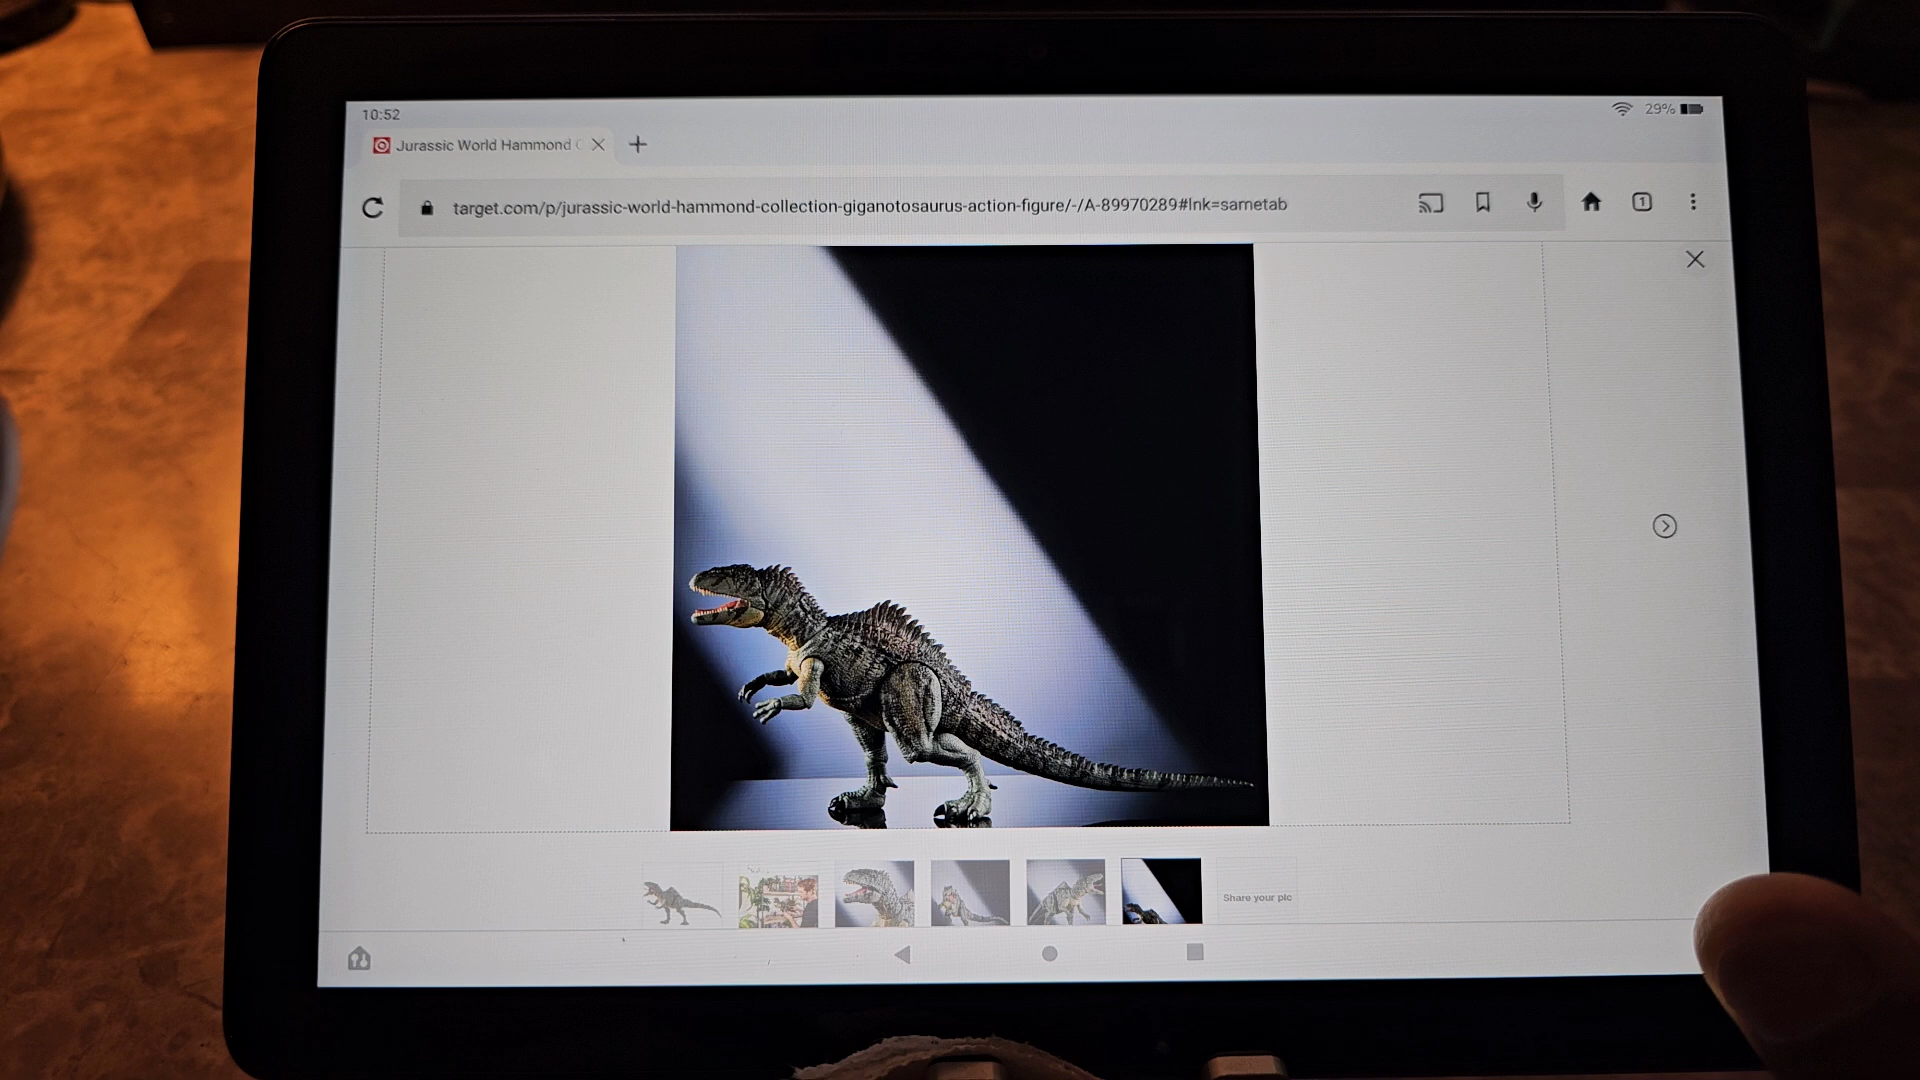 10:52
29%
Jurassic World Hammond C
target.com/p/jurassic-world-hammond-collection-giganotosaurus-action-figure/-/A-89970289#lnk=sametab
1
Share your pic